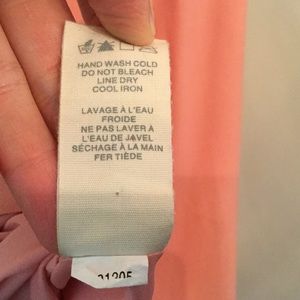 HAND WASH COLD
DO NOT BLEACH
LINE DRY
COOL IRON
LAVAGE À L'EAU
FROIDE
NE PAS LAVER A
L'EAU DE JAVEL
SÉCHAGE À LA MAIN
FER TIÈDE